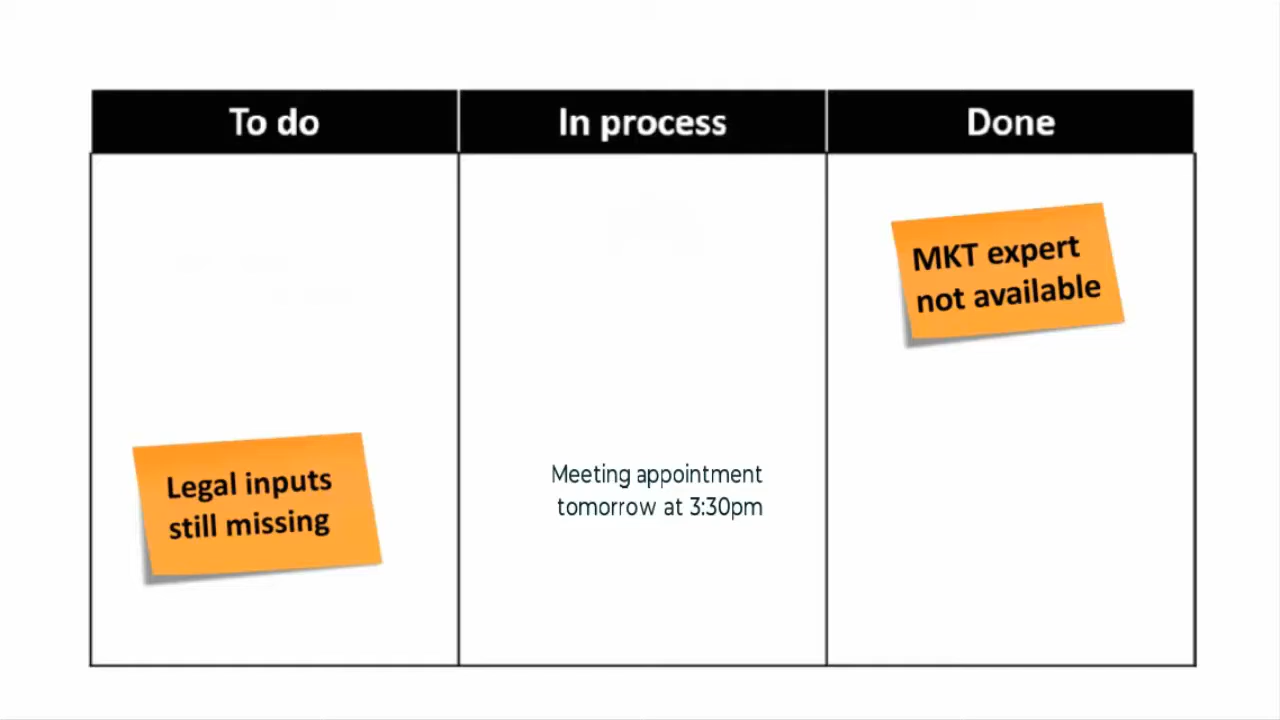 To do
In process
Done
MKT expert
not available
Legal inputs
still missing
Meeting appointment
tomorrow at 3:30pm